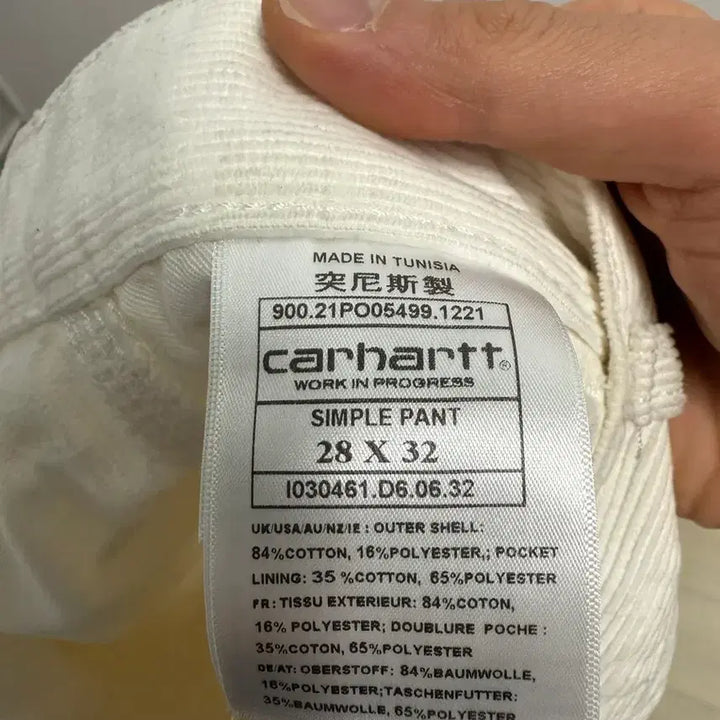 MADE IN TUNISIA
突尼斯製
900.21PO05499.1221
carhartt®
WORK IN PROGRESS
SIMPLE PANT
28 X 32
I030461.D6.06.32
UK/USA/AU/NZ/IE : OUTER SHELL:
84%COTTON, 16%POLYESTER,; POCKET
LINING: 35 %COTTON, 65%POLYESTER
FR: TISSU EXTERIEUR: 84%COTON,
16% POLYESTER; DOUBLURE POCHE :
35%COTON, 65%POLYESTER
DE/AT: OBERSTOFF: 84%BAUMWOLLE,
16%POLYESTER;TASCHENFUTTER:
35%BAUMWOLLE, 65%POLYESTER